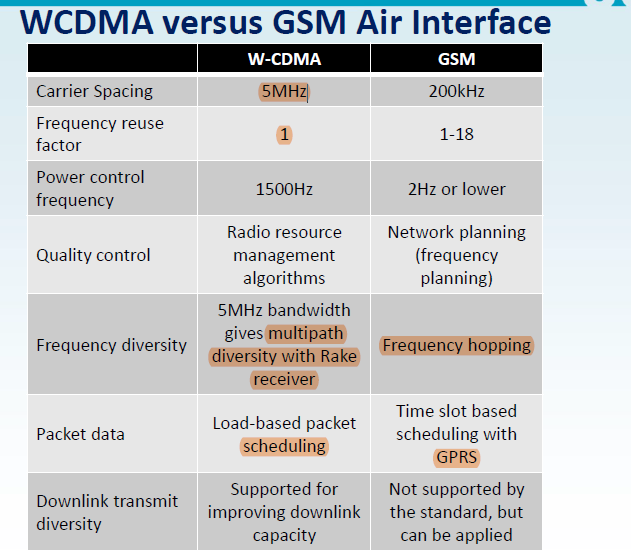 WCDMA versus GSM Air Interface
W-CDMA GSM
Carrier Spacing 5MHz 200kHz
Frequency reuse
factor 1 1-18
Power control
frequency 1500Hz 2Hz or lower
Quality control
Radio resource
management
algorithms
Network planning
(frequency
planning)
Frequency diversity
5MHz bandwidth
gives multipath
diversity with Rake
receiver
Frequency hopping
Packet data
Load-based packet
scheduling
Time slot based
scheduling with
GPRS
Downlink transmit
diversity
Supported for
improving downlink
capacity
Not supported by
the standard, but
can be applied